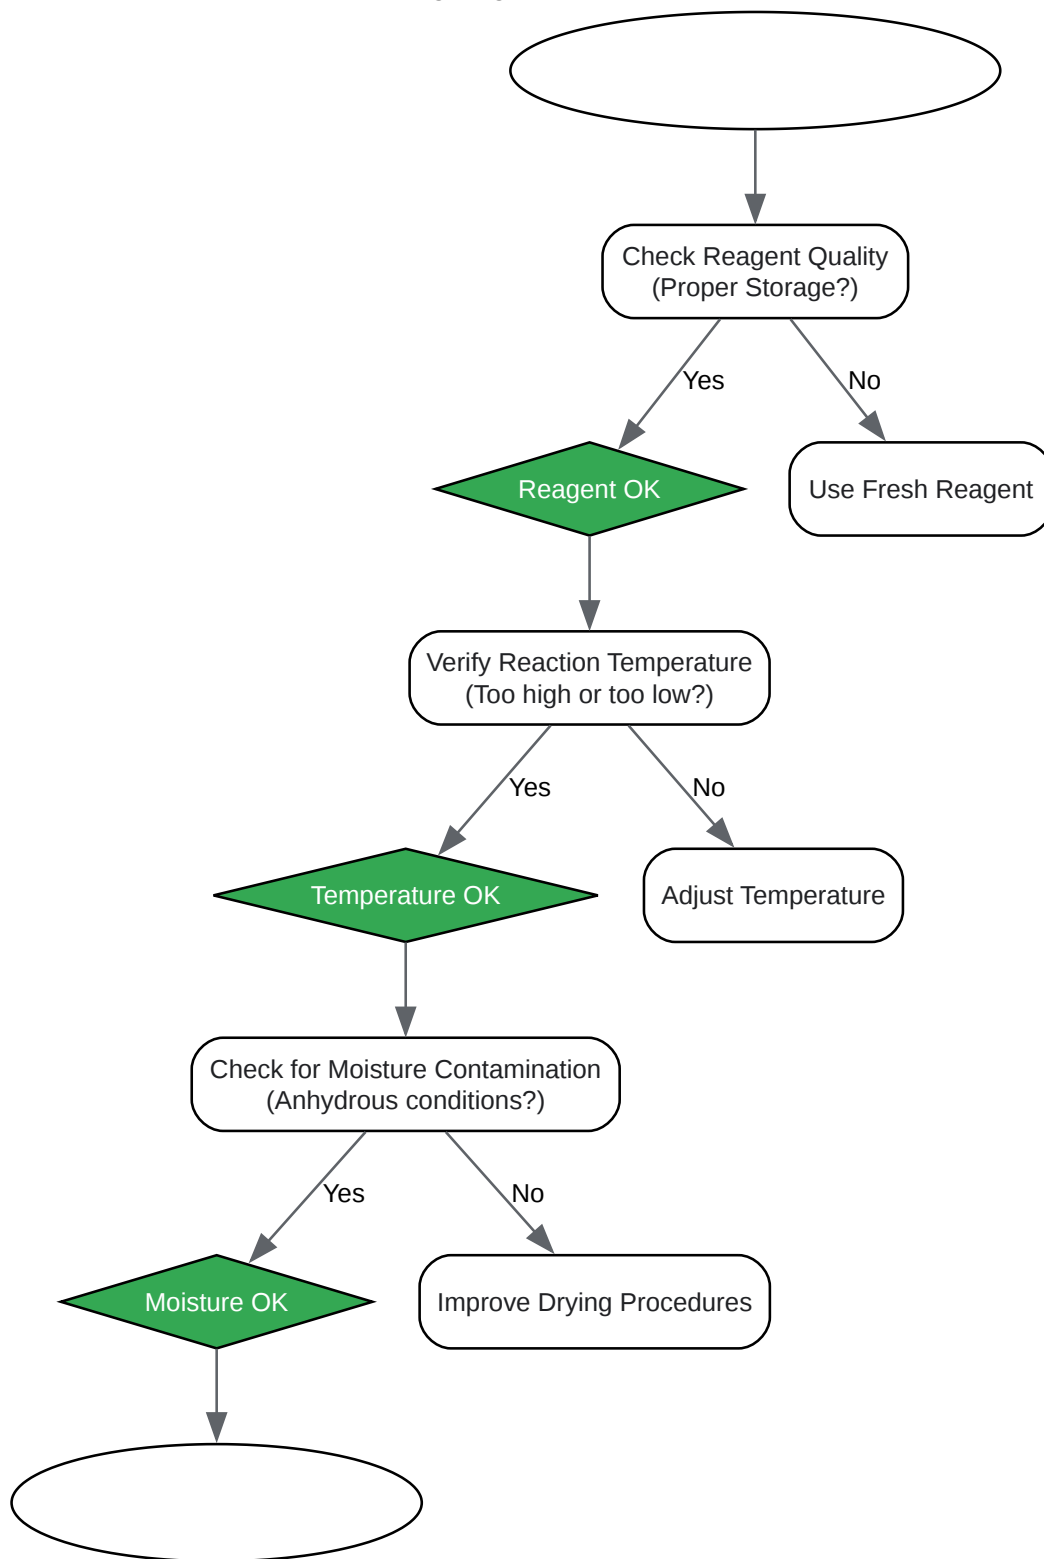 Check Reagent Quality
(Proper Storage?)
Yes
No
Reagent OK
Use Fresh Reagent
Verify Reaction Temperature
(Too high or too low?)
Yes
No
Temperature OK
Adjust Temperature
Check for Moisture Contamination
(Anhydrous conditions?)
Yes
No
Moisture OK
Improve Drying Procedures